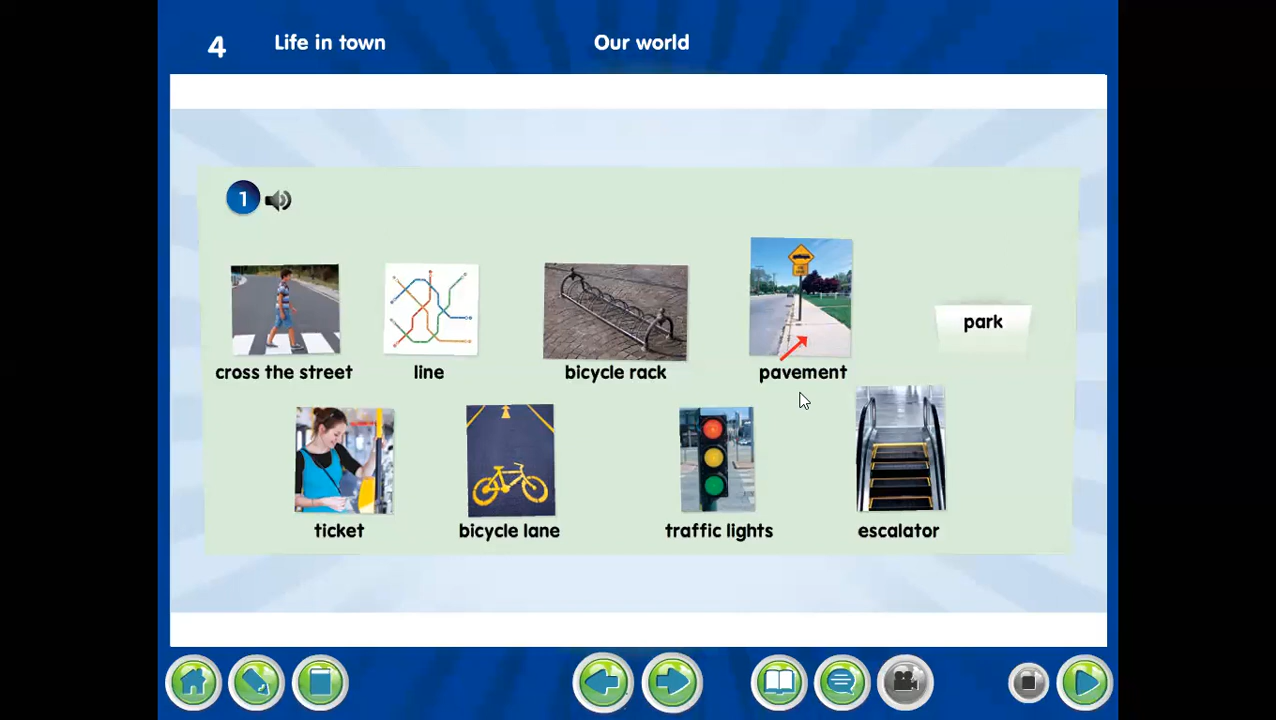 4 Life in town Our world
1
cross the street line bicycle rack pavement park
ticket bicycle lane traffic lights escalator